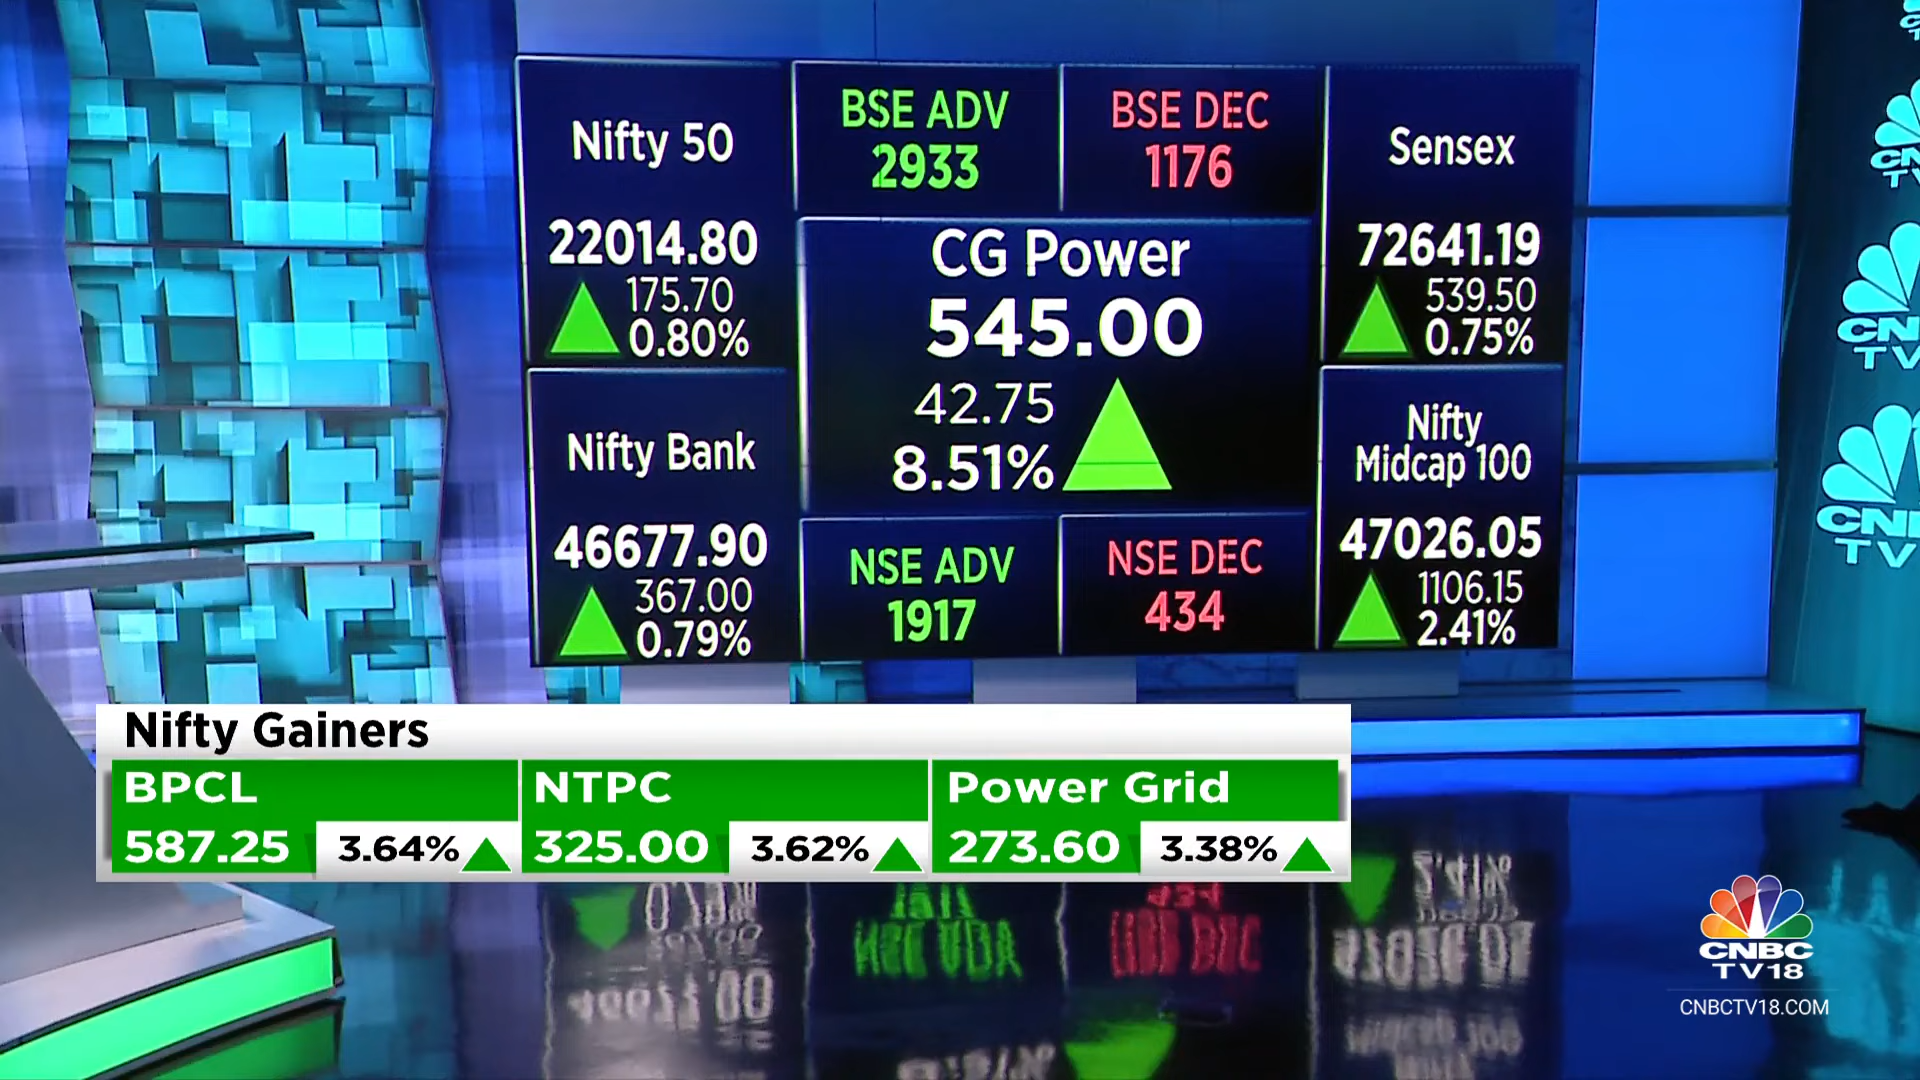 Nifty 50
22014.80
175.70
0.80%
BSE ADV
2933
BSE DEC
1176
Sensex
72641.19
539.50
0.75%
CG Power
545.00
42.75
8.51%
Nifty Bank
46677.90
367.00
0.79%
NSE ADV
1917
NSE DEC
434
Nifty
Midcap 100
47026.05
1106.15
2.41%
Nifty Gainers
BPCL
587.25 3.64%
NTPC
325.00 3.62%
Power Grid
273.60 3.38%
CNBC
TV18
CNBCTV18.COM